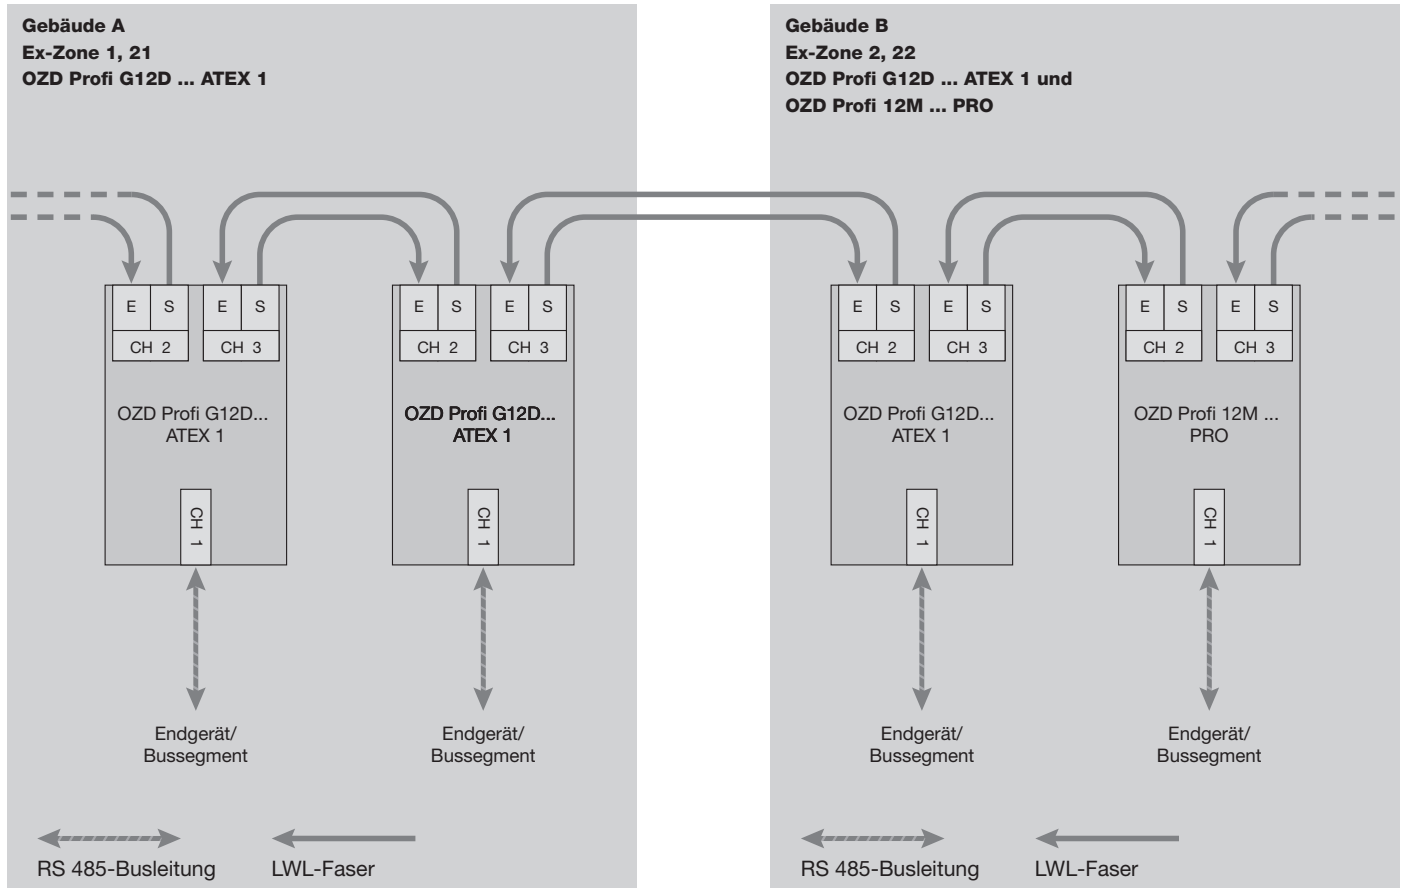 Gebäude A
Ex-Zone 1, 21
OZD Profi G12D ... ATEX 1
Gebäude B
Ex-Zone 2, 22
OZD Profi G12D ... ATEX 1 und
OZD Profi 12M ... PRO
E S E S
CH 2 CH 3
OZD Profi G12D...
ATEX 1
CH 1
Endgerät/
Bussegment
E S E S
CH 2 CH 3
OZD Profi G12D...
ATEX 1
CH 1
Endgerät/
Bussegment
E S E S
CH 2 CH 3
OZD Profi G12D...
ATEX 1
CH 1
Endgerät/
Bussegment
E S E S
CH 2 CH 3
OZD Profi 12M ...
PRO
CH 1
Endgerät/
Bussegment
RS 485-Busleitung LWL-Faser
RS 485-Busleitung LWL-Faser